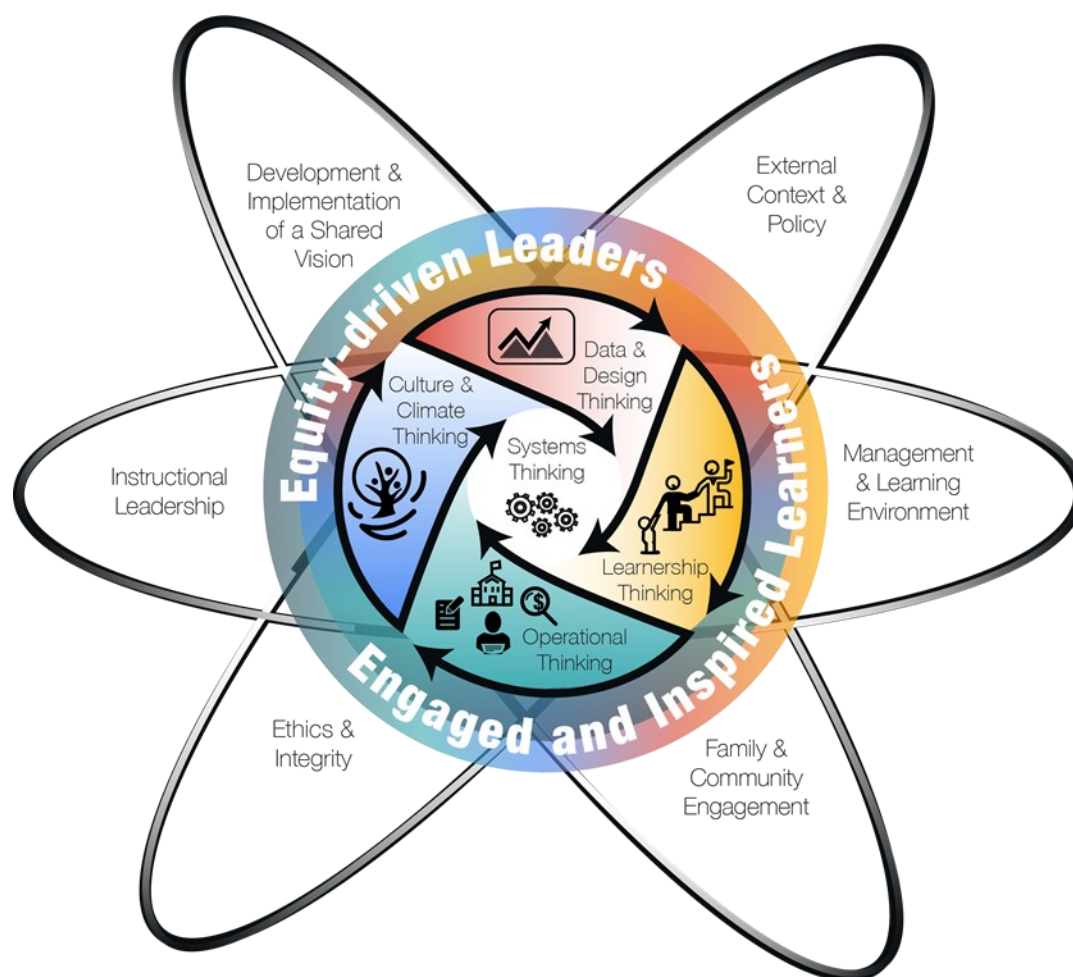 Development &
Implementation
of a Shared
Vision
External
Context &
Policy
Equity-driven Leaders
Data &
Design
Thinking
Culture &
Climate
Thinking
Systems
Thinking
Instructional
Leadership
Management
& Learning
Environment
Learnership
Thinking
$
Operational
Thinking
Engaged and Inspired Learners
Ethics &
Integrity
Family &
Community
Engagement